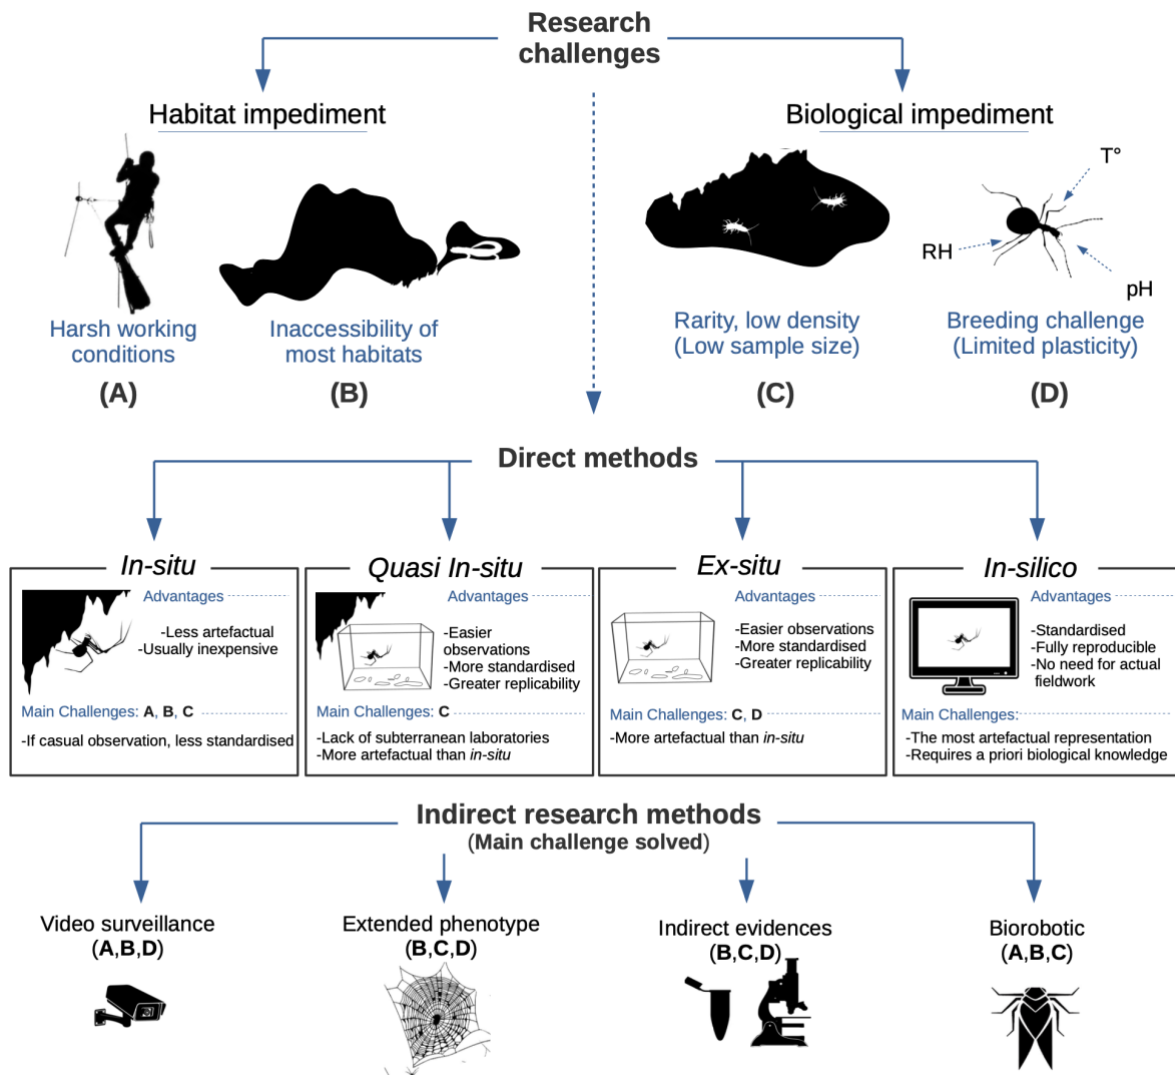 Research
challenges
Habitat impediment
Biological impediment
T°
RH
pH
Harsh working
conditions
(A)
Inaccessibility of
most habitats
(B)
Rarity, low density
(Low sample size)
(C)
Breeding challenge
(Limited plasticity)
(D)
Direct methods
In-situ
Advantages
-Less artefactual
-Usually inexpensive
Main Challenges: A, B, C
-If casual observation, less standardised
Quasi In-situ
Advantages
-Easier
observations
-More standardised
-Greater replicability
Main Challenges: C
-Lack of subterranean laboratories
-More artefactual than in-situ
Ex-situ
Advantages
-Easier observations
-More standardised
-Greater replicability
Main Challenges: C, D
-More artefactual than in-situ
In-silico
Advantages
-Standardised
-Fully reproducible
-No need for actual
fieldwork
Main Challenges:
-The most artefactual representation
-Requires a priori biological knowledge
Indirect research methods
(Main challenge solved)
Video surveillance
(A,B,D)
Extended phenotype
(B,C,D)
Indirect evidences
(B,C,D)
Biorobotic
(A,B,C)